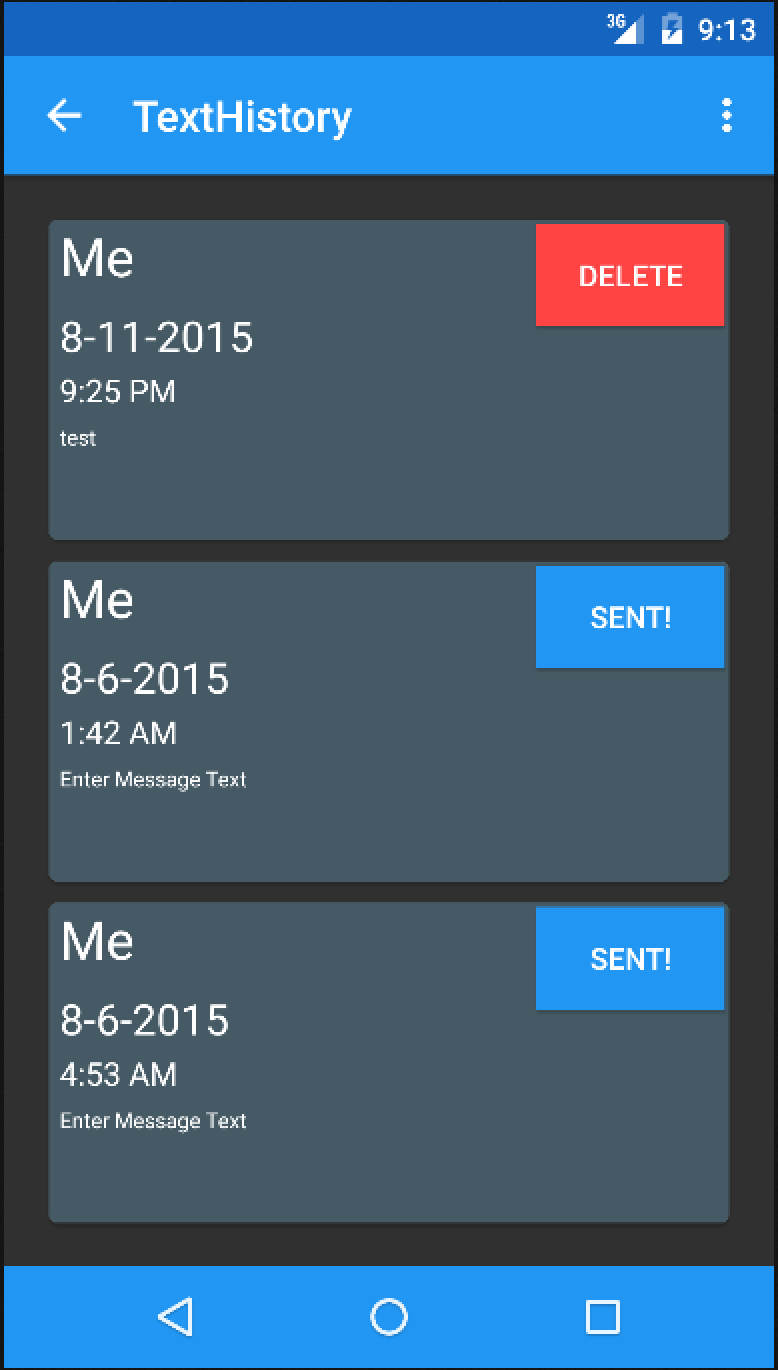 3G 9:13
TextHistory
Me
DELETE
8-11-2015
9:25 PM
test
Me
SENT!
8-6-2015
1:42 AM
Enter Message Text
Me
SENT!
8-6-2015
4:53 AM
Enter Message Text